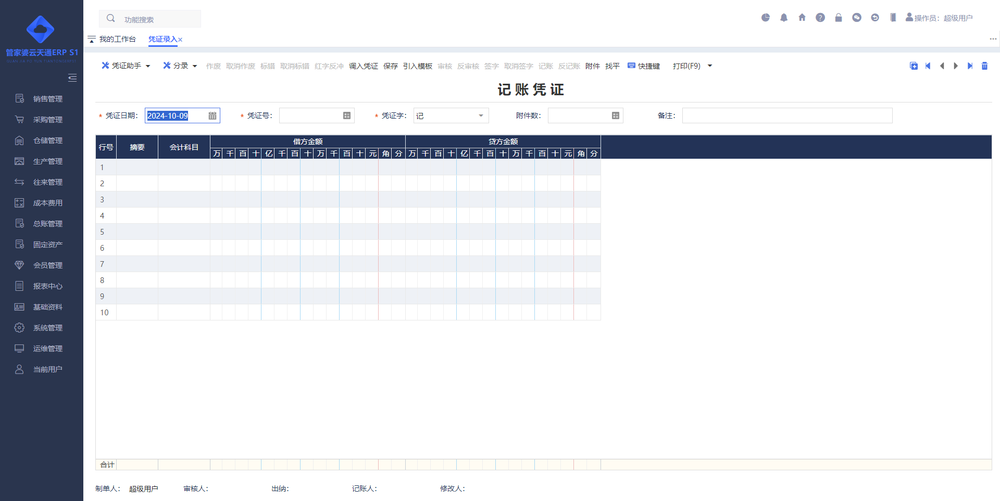 功能搜索
操作员：超级用户
管家婆云天通ERP S1
GUAN JIA PO YUN TIANTONGERPS1
我的工作台
凭证录入×
凭证助手 分录 作废 取消作废 标错 取消标错 红字反冲 调入凭证 保存 引入模板 审核 反审核 签字 取消签字 记账 反记账 附件 找平 快捷键 打印(F9)
销售管理
采购管理
仓储管理
生产管理
往来管理
成本费用
总账管理
固定资产
会员管理
报表中心
基础资料
系统管理
运维管理
当前用户
记账凭证
* 凭证日期： 2024-10-09 * 凭证号： * 凭证字： 记 附件数： 备注：
行号 摘要 会计科目 借方金额 贷方金额
万 千 百 十 亿 千 百 十 万 千 百 十 元 角 分 万 千 百 十 亿 千 百 十 万 千 百 十 元 角 分
1
2
3
4
5
6
7
8
9
10
合计
制单人： 超级用户 审核人： 出纳： 记账人： 修改人：